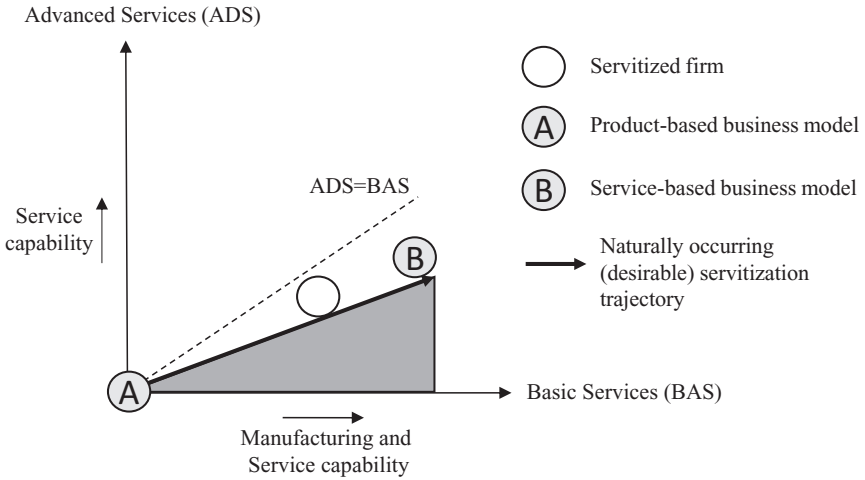 Advanced Services (ADS)
Servitized firm
A
Product-based business model
ADS=BAS
B
Service-based business model
Service
capability
B
Naturally occurring
(desirable) servitization
trajectory
A
Basic Services (BAS)
Manufacturing and
Service capability